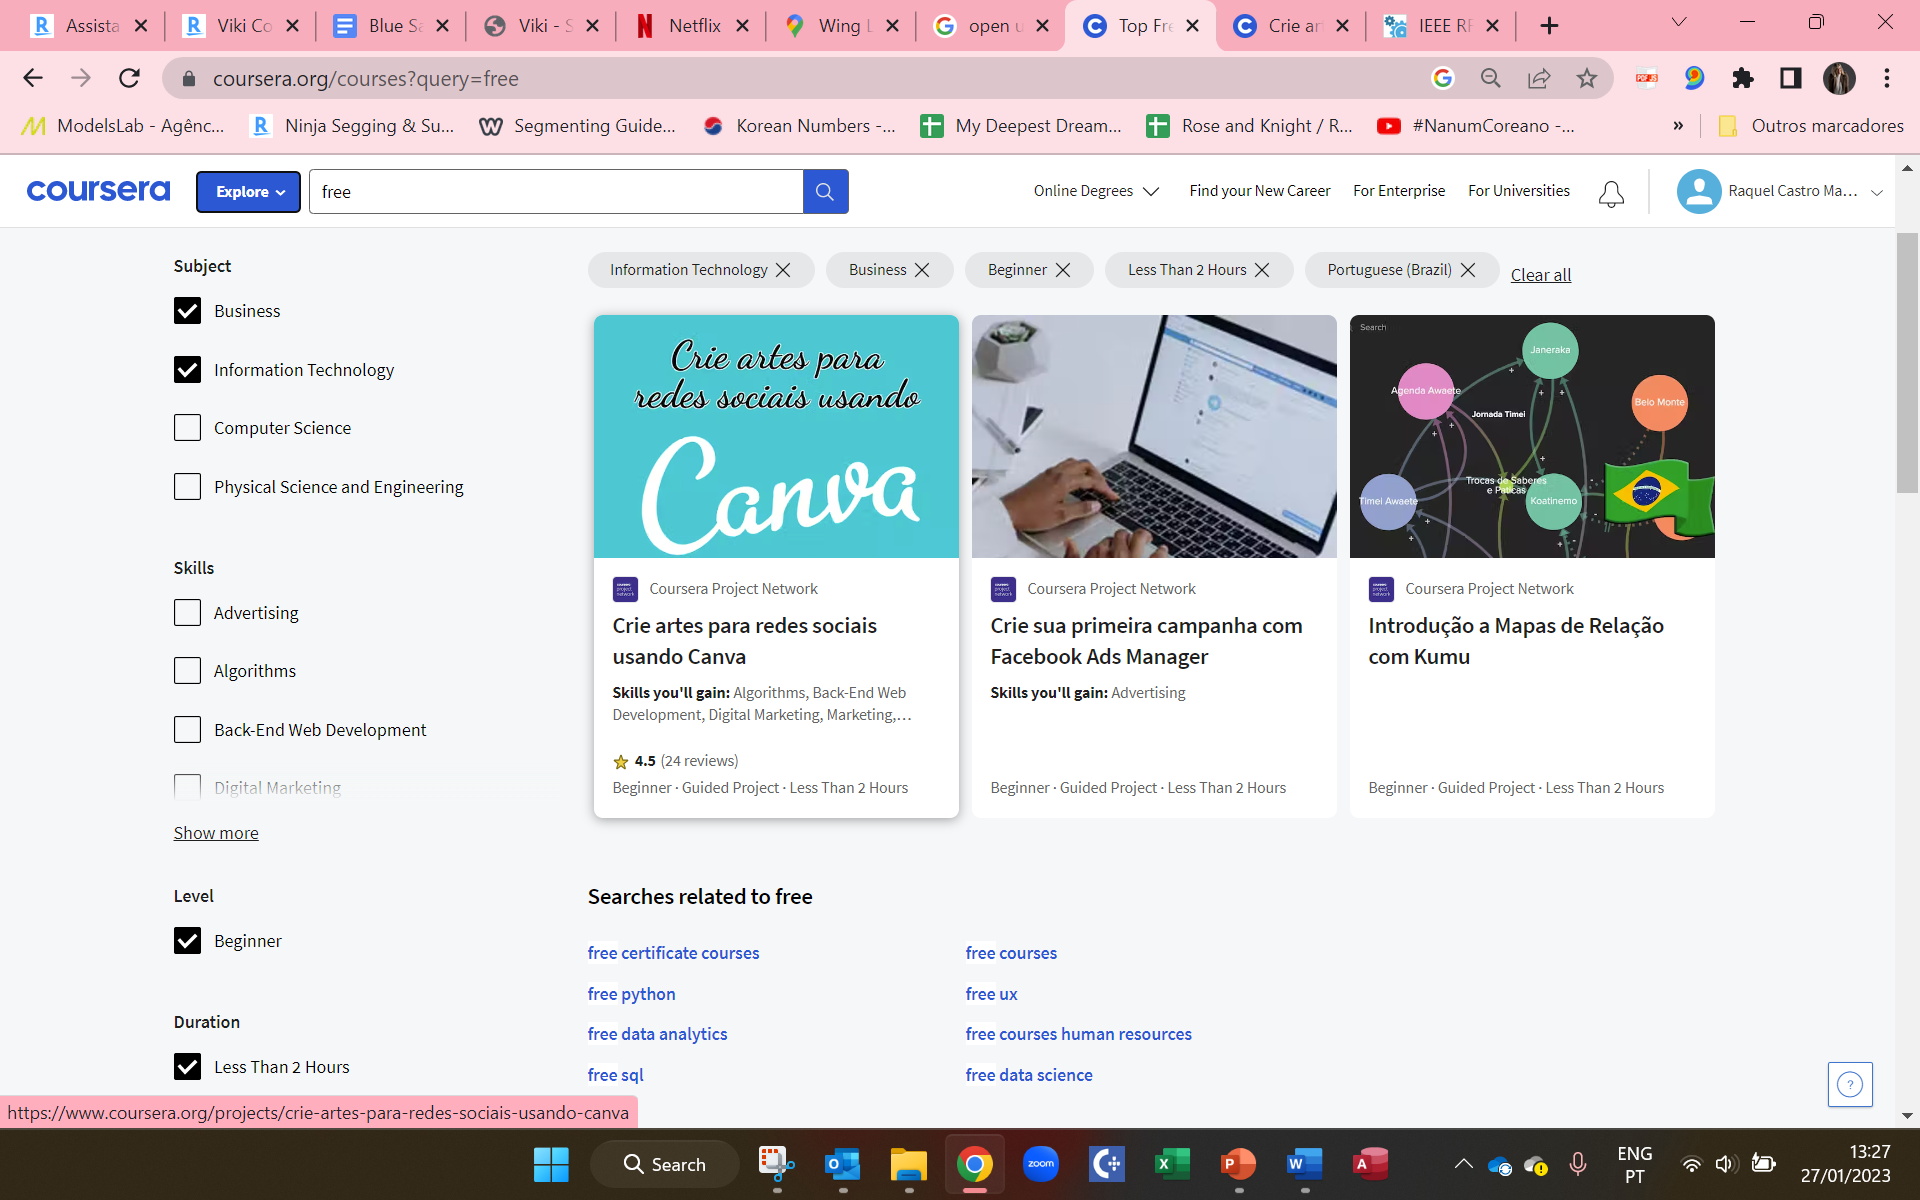 Assista
Viki Co
Blue Sa
Viki - S
Netflix
Wing L
open u
Top Fre
Crie ar
IEEE RF
coursera.org/courses?query=free
ModelsLab - Agênc...
Ninja Segging & Su...
Segmenting Guide...
Korean Numbers -...
My Deepest Dream...
Rose and Knight / R...
#NanumCoreano -...
»
Outros marcadores
coursera
Explore
free
Online Degrees
Find your New Career
For Enterprise
For Universities
Raquel Castro Ma...
Subject
Business
Information Technology
Computer Science
Physical Science and Engineering
Skills
Advertising
Algorithms
Back-End Web Development
Digital Marketing
Show more
Level
Beginner
Duration
Less Than 2 Hours
Information Technology
Business
Beginner
Less Than 2 Hours
Portuguese (Brazil)
Clear all
Crie artes para
redes sociais usando
Canva
Coursera Project Network
Crie artes para redes sociais
usando Canva
Skills you'll gain: Algorithms, Back-End Web
Development, Digital Marketing, Marketing,...
4.5 (24 reviews)
Beginner · Guided Project · Less Than 2 Hours
Coursera Project Network
Crie sua primeira campanha com
Facebook Ads Manager
Skills you'll gain: Advertising
Beginner · Guided Project · Less Than 2 Hours
Search
Janeraka
Agenda Awaete
Belo Monte
Jornada Timei
Trocas de Saberes
e Paticas
Timei Awaete
Koatinemo
Coursera Project Network
Introdução a Mapas de Relação
com Kumu
Beginner · Guided Project · Less Than 2 Hours
Searches related to free
free certificate courses
free courses
free python
free ux
free data analytics
free courses human resources
free sql
free data science
https://www.coursera.org/projects/crie-artes-para-redes-sociais-usando-canva
Search
zoom
ENG
PT
13:27
27/01/2023